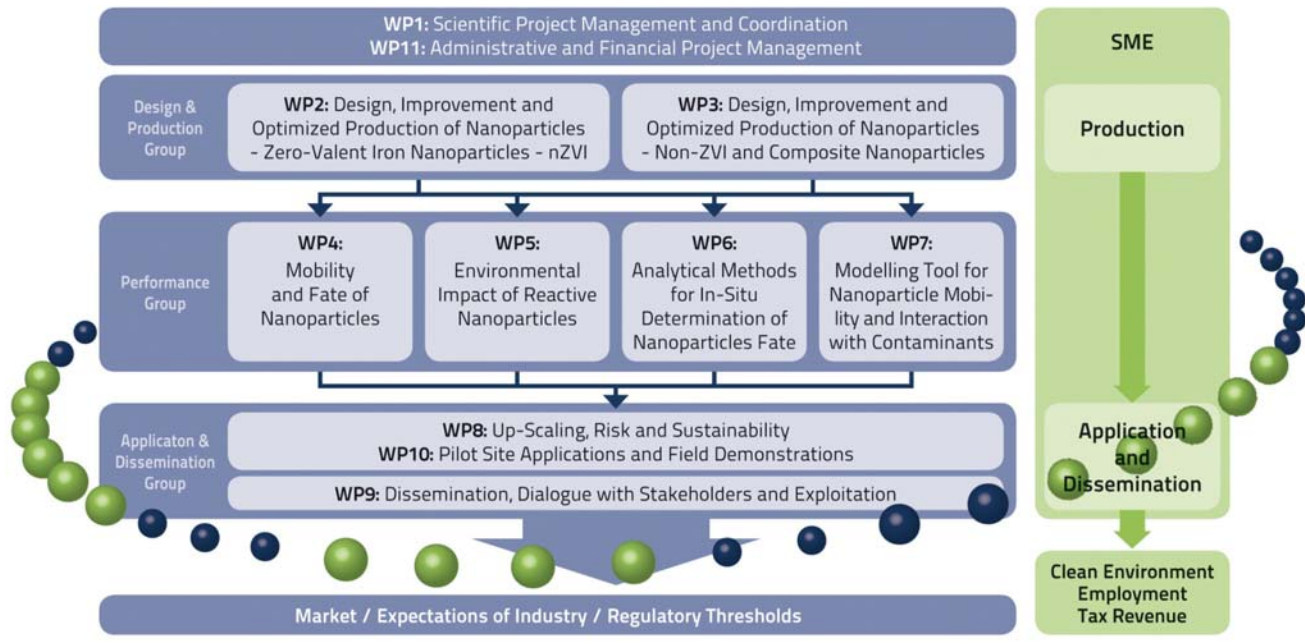 WP1: Scientific Project Management and Coordination
WP11: Administrative and Financial Project Management
Design &
Production
Group
WP2: Design, Improvement and
Optimized Production of Nanoparticles
- Zero-Valent Iron Nanoparticles - nZVI
WP3: Design, Improvement and
Optimized Production of Nanoparticles
- Non-ZVI and Composite Nanoparticles
Performance
Group
WP4:
Mobility
and Fate of
Nanoparticles
WP5:
Environmental
Impact of Reactive
Nanoparticles
WP6:
Analytical Methods
for In-Situ
Determination of
Nanoparticles Fate
WP7:
Modelling Tool for
Nanoparticle Mobi-
lity and Interaction
with Contaminants
Applicaton &
Dissemination
Group
WP8: Up-Scaling, Risk and Sustainability
WP10: Pilot Site Applications and Field Demonstrations
WP9: Dissemination, Dialogue with Stakeholders and Exploitation
Market / Expectations of Industry / Regulatory Thresholds
SME
Production
Application
and
Dissemination
Clean Environment
Employment
Tax Revenue